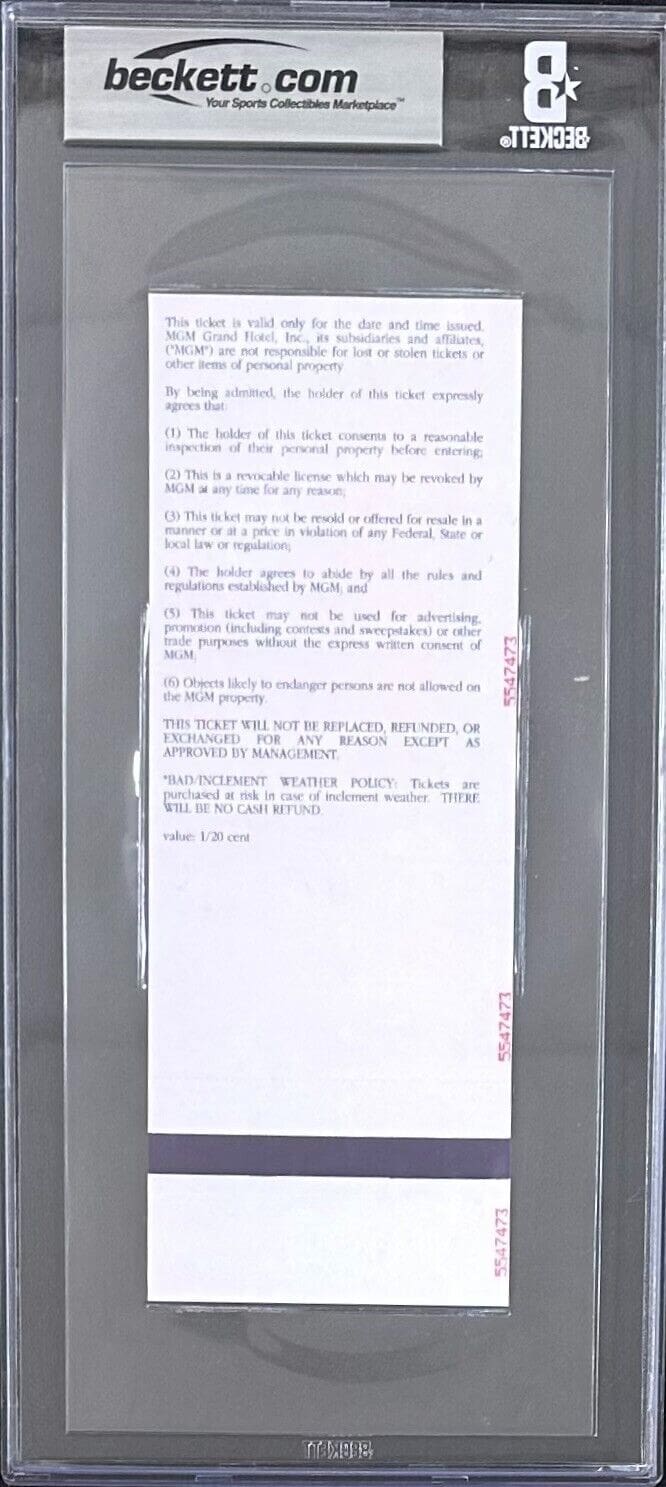 beckett.com
Your Sports Collectibles Marketplace™
BECKETT®
This ticket is valid only for the date and time issued.
MGM Grand Hotel, Inc., its subsidiaries and affiliates,
("MGM") are not responsible for lost or stolen tickets or
other items of personal property
By being admitted, the holder of this ticket expressly
agrees that:
(1) The holder of this ticket consents to a reasonable
inspection of their personal property before entering;
(2) This is a revocable license which may be revoked by
MGM at any time for any reason;
(3) This ticket may not be resold or offered for resale in a
manner or at a price in violation of any Federal, State or
local law or regulation;
(4) The holder agrees to abide by all the rules and
regulations established by MGM; and
(5) This ticket may not be used for advertising,
promotion (including contests and sweepstakes) or other
trade purposes without the express written consent of
MGM;
(6) Objects likely to endanger persons are not allowed on
the MGM property.
THIS TICKET WILL NOT BE REPLACED, REFUNDED, OR
EXCHANGED FOR ANY REASON EXCEPT AS
APPROVED BY MANAGEMENT.
*BAD/INCLEMENT WEATHER POLICY: Tickets are
purchased at risk in case of inclement weather. THERE
WILL BE NO CASH REFUND.
value: 1/20 cent
5547473
5547473
5547473
BECKETT